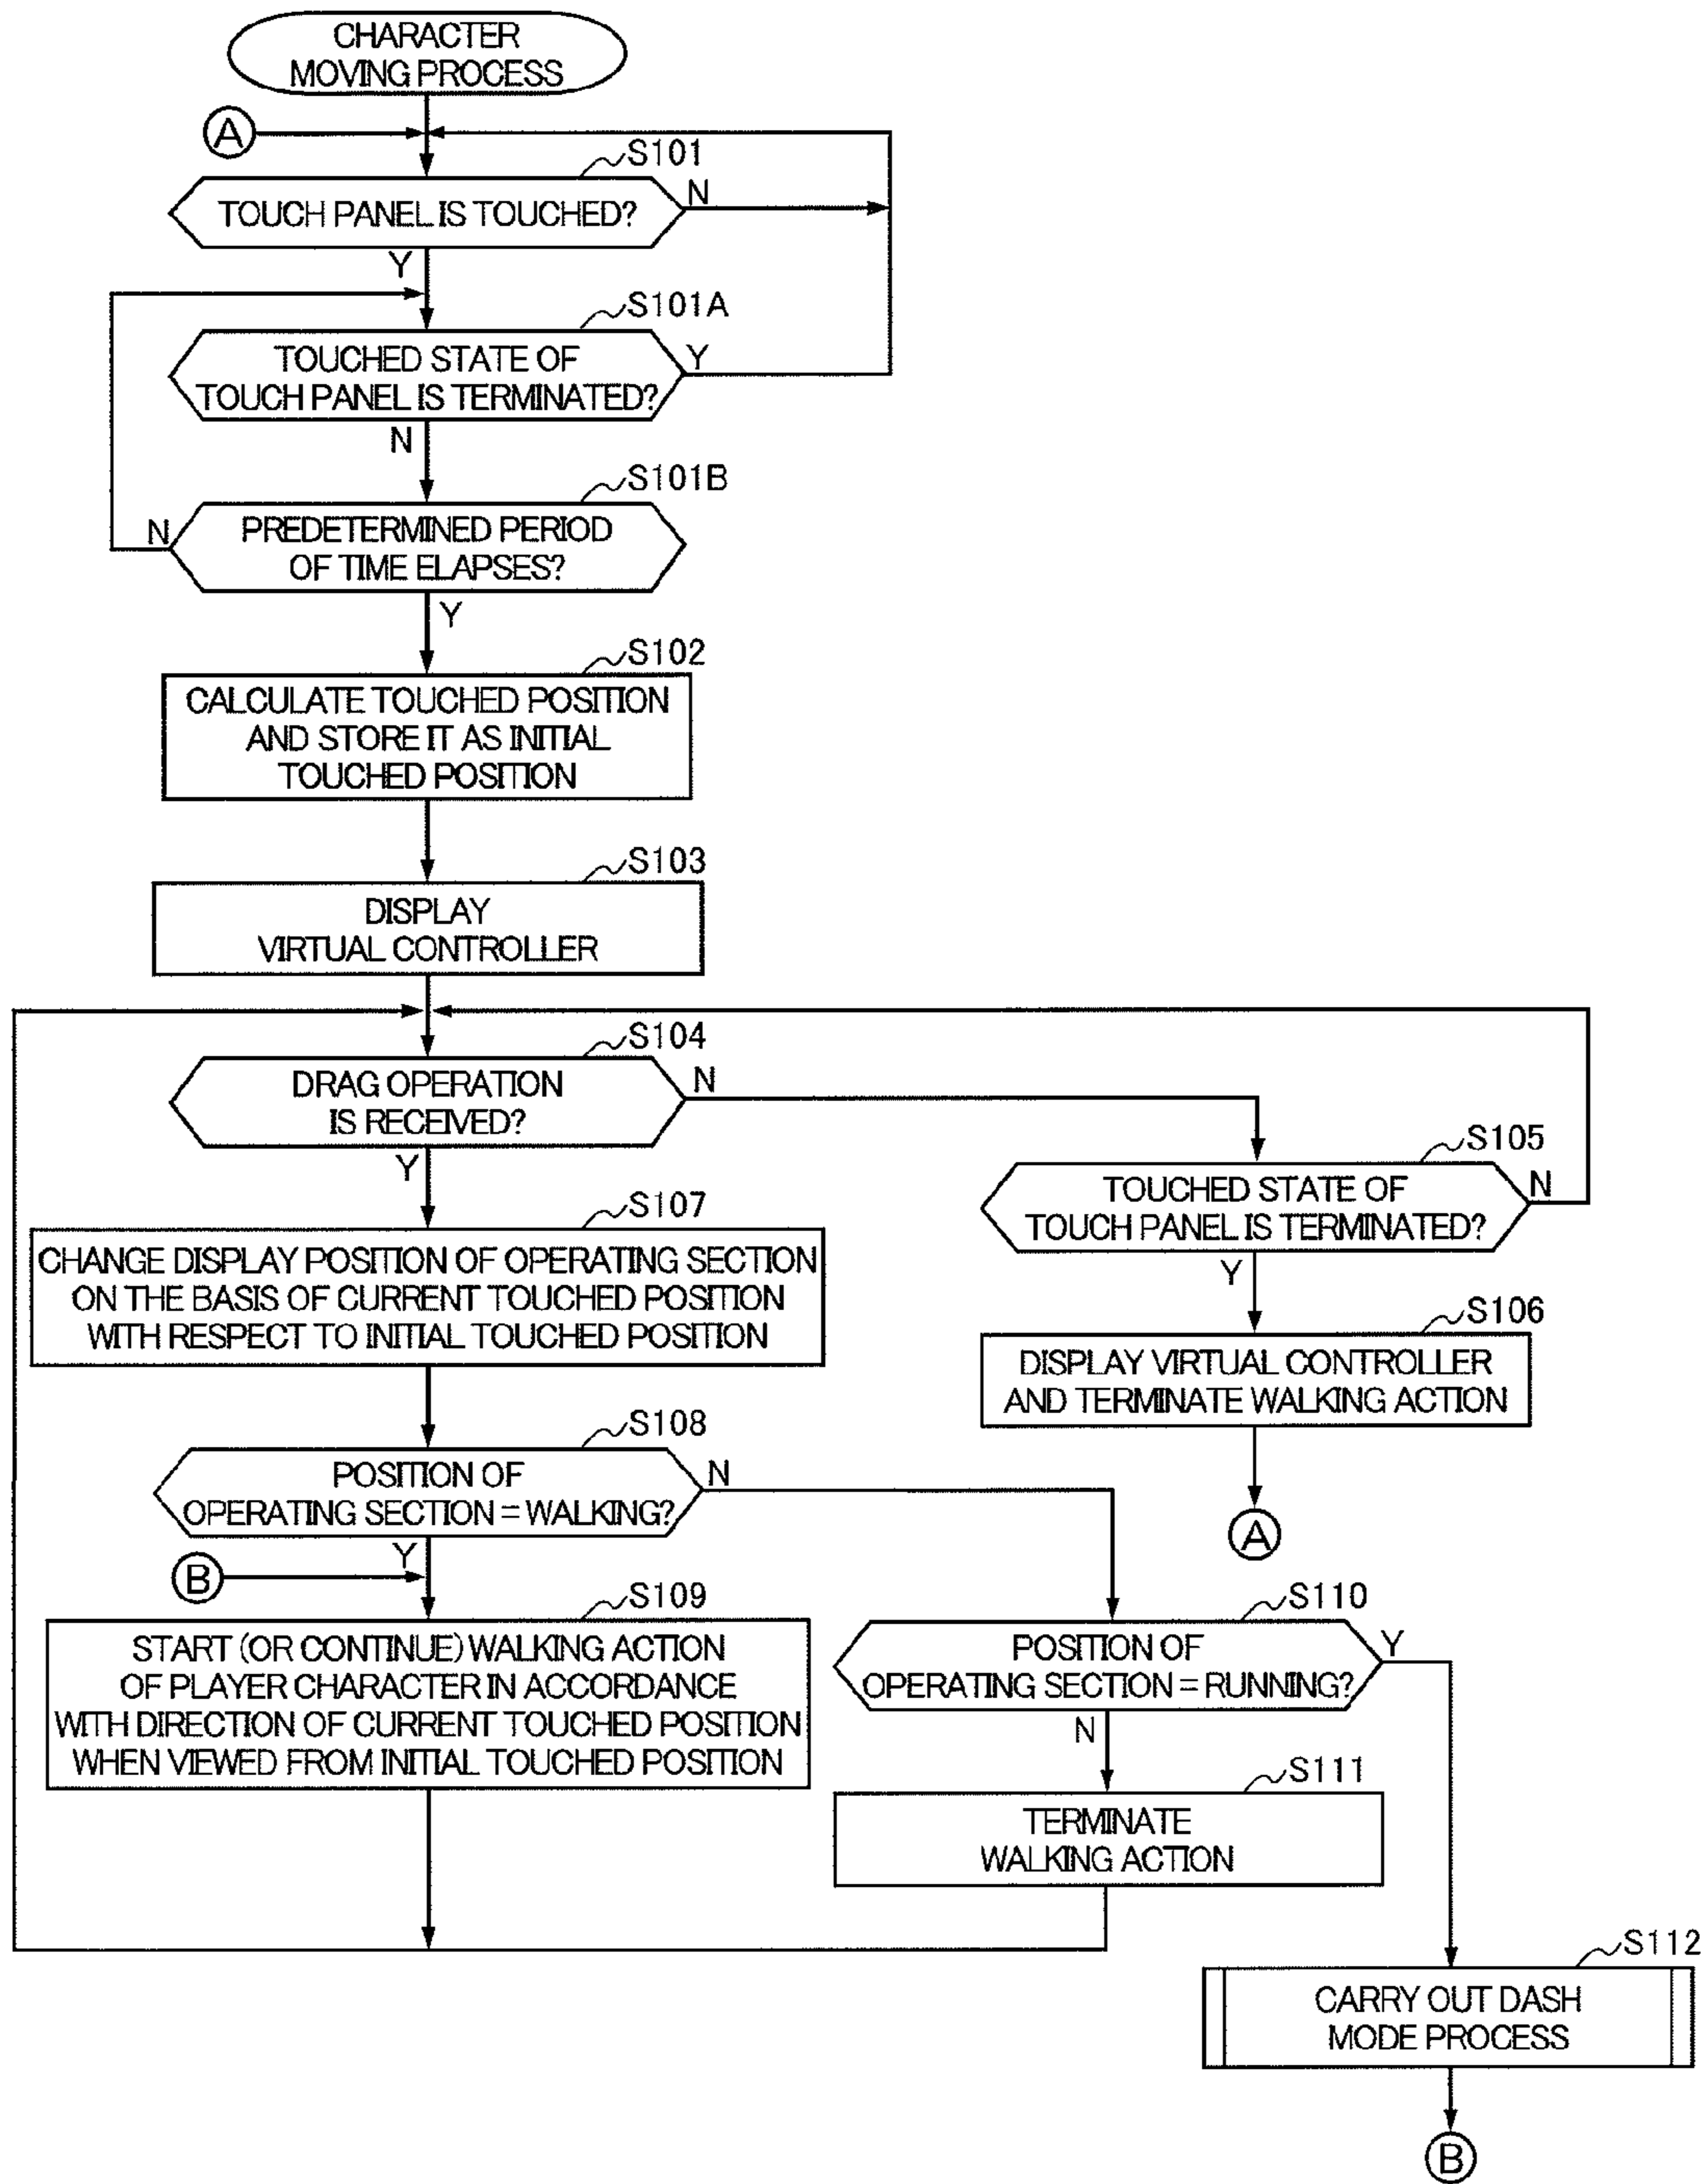 CHARACTER
MOVING PROCESS
A
S101
TOUCH PANEL IS TOUCHED?
N
Y
S101A
TOUCHED STATE OF
TOUCH PANEL IS TERMINATED?
Y
N
S101B
PREDETERMINED PERIOD
OF TIME ELAPSES?
N
Y
S102
CALCULATE TOUCHED POSITION
AND STORE IT AS INITIAL
TOUCHED POSITION
S103
DISPLAY
VIRTUAL CONTROLLER
S104
DRAG OPERATION
IS RECEIVED?
N
Y
S105
TOUCHED STATE OF
TOUCH PANEL IS TERMINATED?
N
Y
S106
DISPLAY VIRTUAL CONTROLLER
AND TERMINATE WALKING ACTION
A
S107
CHANGE DISPLAY POSITION OF OPERATING SECTION
ON THE BASIS OF CURRENT TOUCHED POSITION
WITH RESPECT TO INITIAL TOUCHED POSITION
S108
POSITION OF
OPERATING SECTION = WALKING?
N
Y
B
S109
START (OR CONTINUE) WALKING ACTION
OF PLAYER CHARACTER IN ACCORDANCE
WITH DIRECTION OF CURRENT TOUCHED POSITION
WHEN VIEWED FROM INITIAL TOUCHED POSITION
S110
POSITION OF
OPERATING SECTION = RUNNING?
Y
N
S111
TERMINATE
WALKING ACTION
S112
CARRY OUT DASH
MODE PROCESS
B